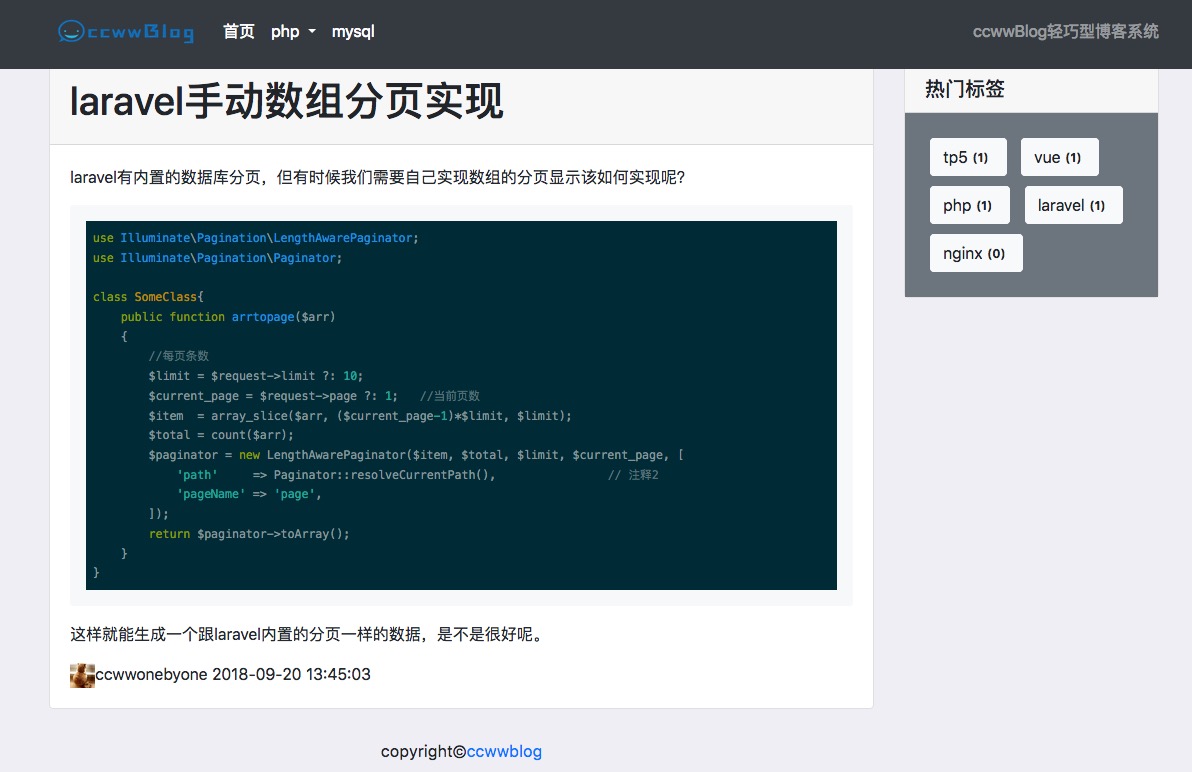 ccwwBlog 首页 php mysql ccwwBlog轻巧型博客系统
laravel手动数组分页实现
laravel有内置的数据库分页，但有时候我们需要自己实现数组的分页显示该如何实现呢?
use Illuminate\Pagination\LengthAwarePaginator;
use Illuminate\Pagination\Paginator;
class SomeClass{
    public function arrtopage($arr)
    {
        //每页条数
        $limit = $request->limit ?: 10;
        $current_page = $request->page ?: 1;   //当前页数
        $item  = array_slice($arr, ($current_page-1)*$limit, $limit);
        $total = count($arr);
        $paginator = new LengthAwarePaginator($item, $total, $limit, $current_page, [
            'path'     => Paginator::resolveCurrentPath(),                // 注释2
            'pageName' => 'page',
        ]);
        return $paginator->toArray();
    }
}
这样就能生成一个跟laravel内置的分页一样的数据，是不是很好呢。
ccwwonebyone 2018-09-20 13:45:03
热门标签
tp5 (1) vue (1)
php (1) laravel (1)
nginx (0)
copyright©ccwwblog